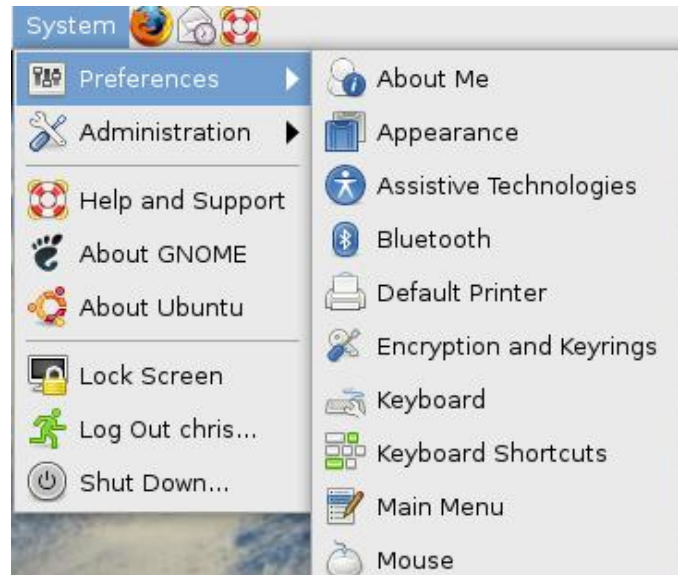 System
Preferences
Administration
Help and Support
About GNOME
About Ubuntu
Lock Screen
Log Out chris...
Shut Down...
About Me
Appearance
Assistive Technologies
Bluetooth
Default Printer
Encryption and Keyrings
Keyboard
Keyboard Shortcuts
Main Menu
Mouse